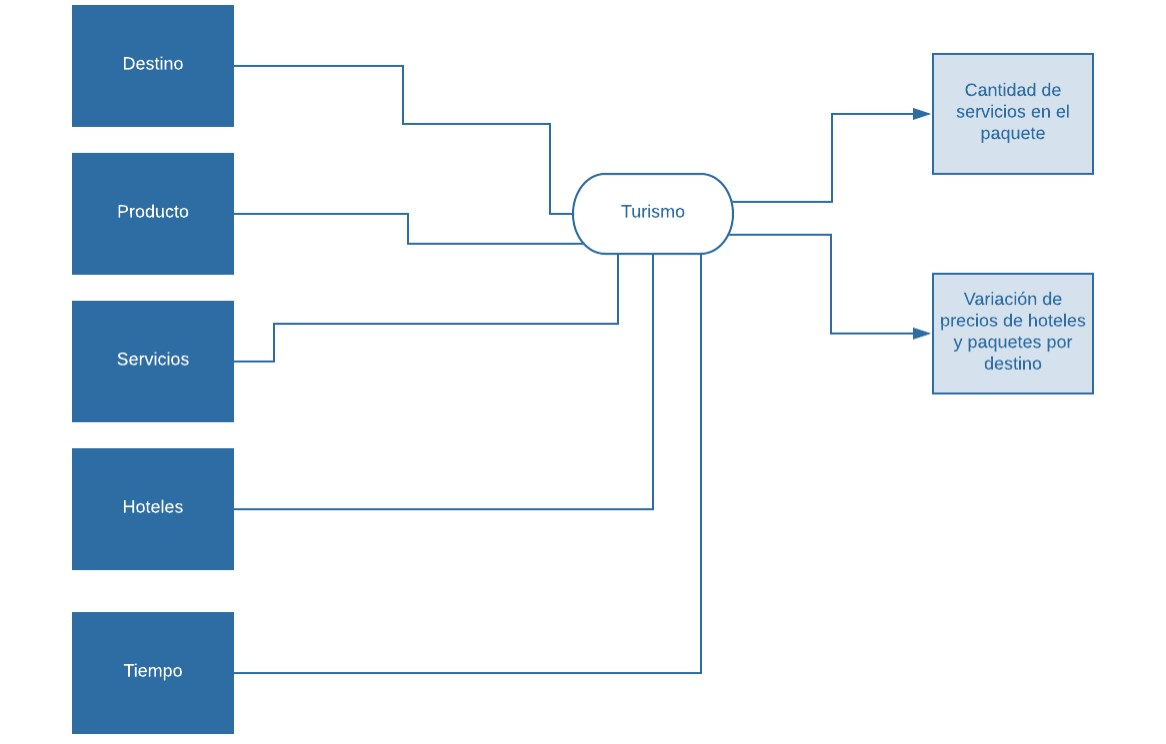 Destino
Producto
Servicios
Hoteles
Tiempo
Turismo
Cantidad de
servicios en el
paquete
Variación de
precios de hoteles
y paquetes por
destino